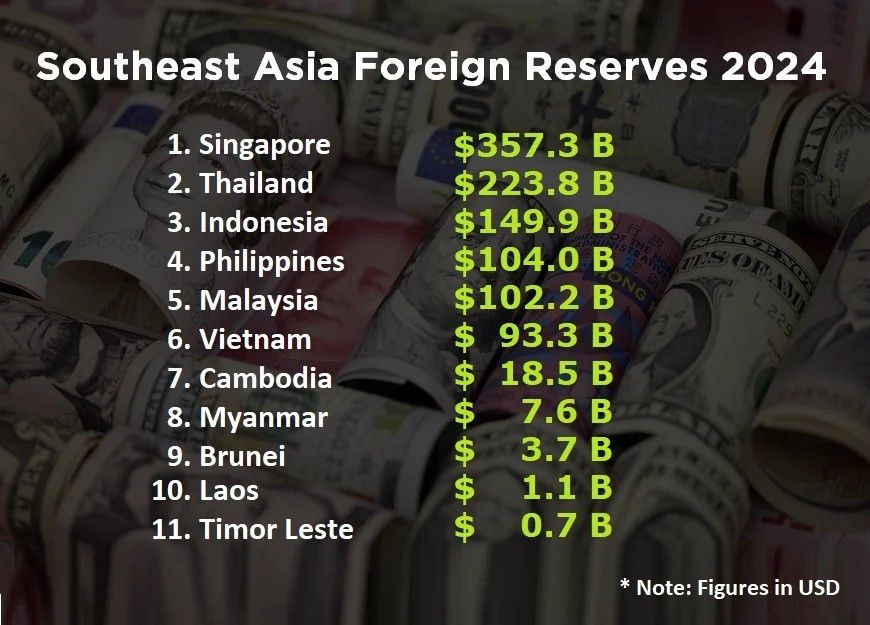 Southeast Asia Foreign Reserves 2024
1. Singapore $357.3 B
2. Thailand $223.8 B
3. Indonesia $149.9 B
4. Philippines $104.0 B
5. Malaysia $102.2 B
6. Vietnam $ 93.3 B
7. Cambodia $ 18.5 B
8. Myanmar $ 7.6 B
9. Brunei $ 3.7 B
10. Laos $ 1.1 B
11. Timor Leste $ 0.7 B
* Note: Figures in USD